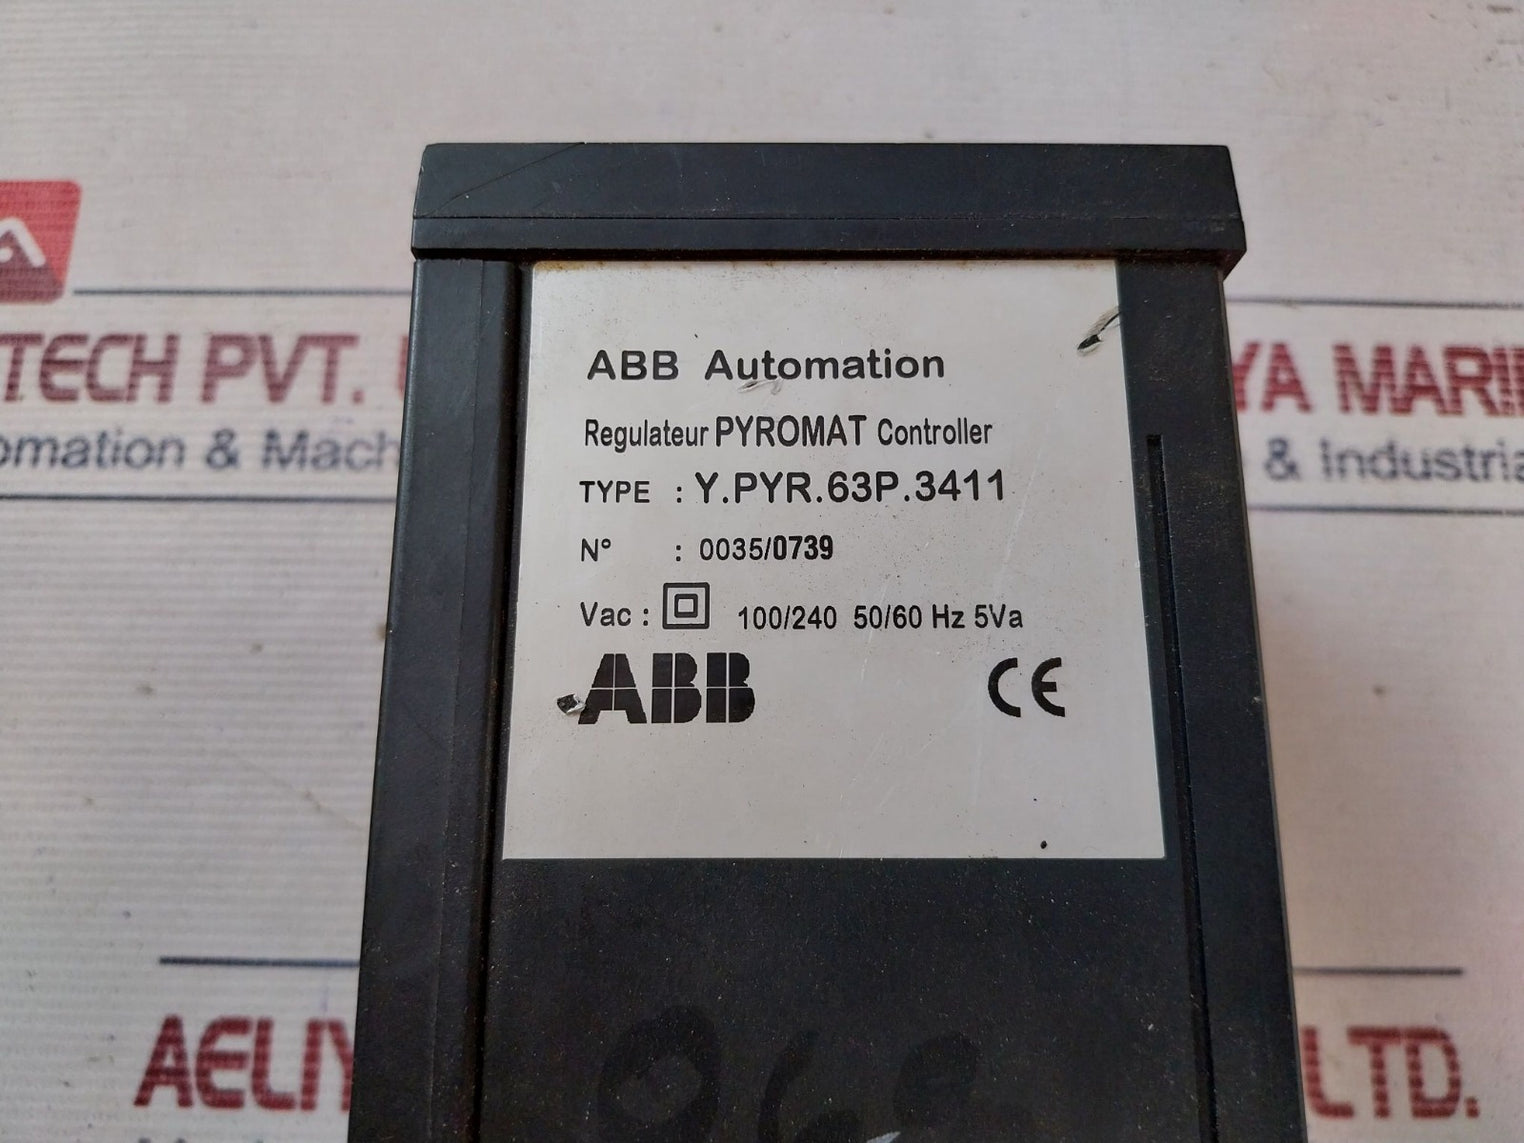 ABB Automation
Regulateur PYROMAT Controller
TYPE : Y.PYR.63P.3411
N° : 0035/0739
Vac : 100/240 50/60 Hz 5Va
ABB CE
TECH PVT.
YA MARI
omation & Mach
& Industria
AELIY
LTD.